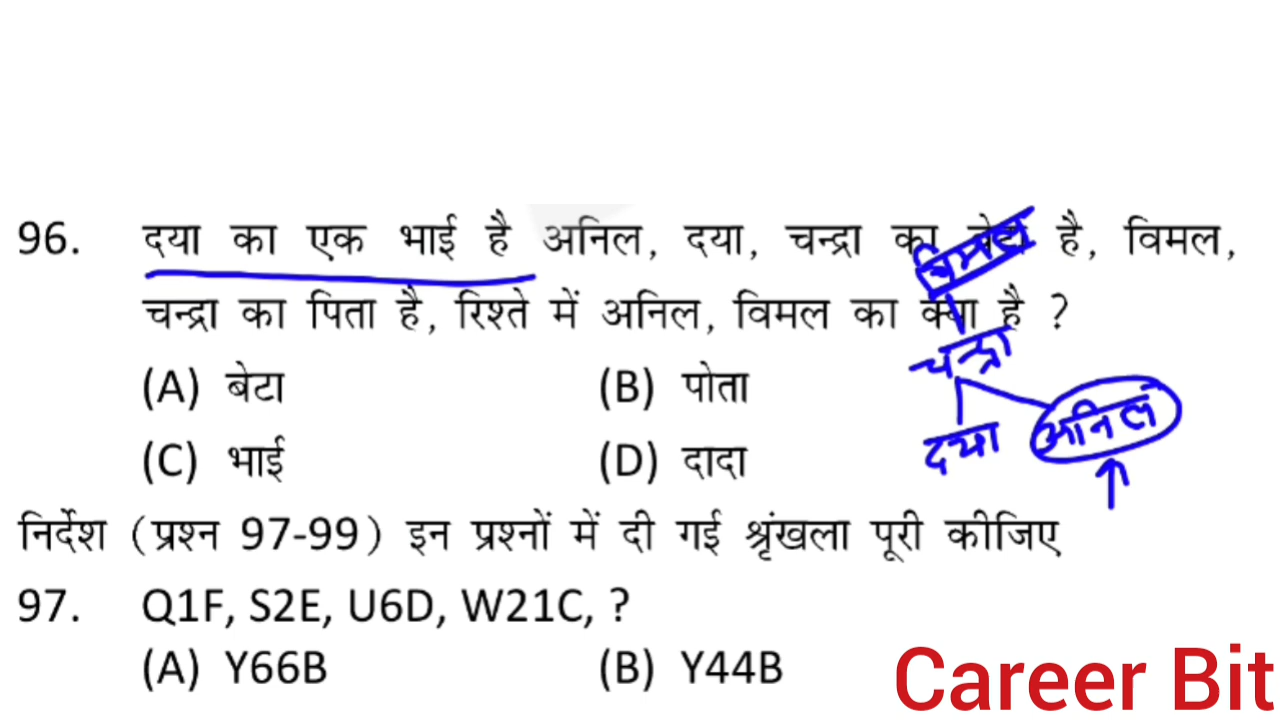 96. दया का एक भाई है अनिल, दया, चन्द्रा का बेटा है, विमल,
चन्द्रा का पिता है, रिश्ते में अनिल, विमल का क्या है ?
(A) बेटा (B) पोता
(C) भाई (D) दादा
विमल
चन्द्रा
दया अनिल
निर्देश (प्रश्न 97-99) इन प्रश्नों में दी गई श्रृंखला पूरी कीजिए
97. Q1F, S2E, U6D, W21C, ?
(A) Y66B (B) Y44B
Career Bit